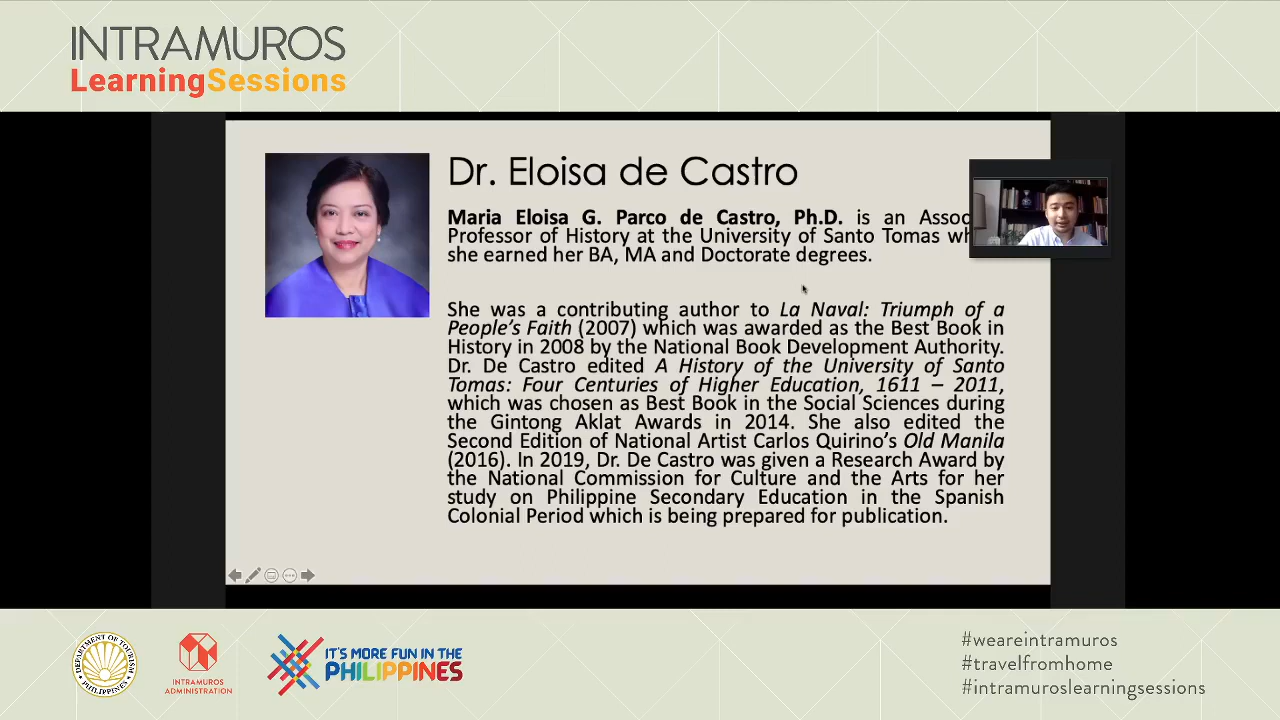 INTRAMUROS
LearningSessions
Dr. Eloisa de Castro
Maria Eloisa G. Parco de Castro, Ph.D. is an Assoc
Professor of History at the University of Santo Tomas wh
she earned her BA, MA and Doctorate degrees.
She was a contributing author to La Naval: Triumph of a
People's Faith (2007) which was awarded as the Best Book in
History in 2008 by the National Book Development Authority.
Dr. De Castro edited A History of the University of Santo
Tomas: Four Centuries of Higher Education, 1611 – 2011,
which was chosen as Best Book in the Social Sciences during
the Gintong Aklat Awards in 2014. She also edited the
Second Edition of National Artist Carlos Quirino's Old Manila
(2016). In 2019, Dr. De Castro was given a Research Award by
the National Commission for Culture and the Arts for her
study on Philippine Secondary Education in the Spanish
Colonial Period which is being prepared for publication.
DEPARTMENT OF TOURISM
PHILIPPINES
INTRAMUROS
ADMINISTRATION
IT'S MORE FUN IN THE
PHILIPPINES
#weareintramuros
#travelfromhome
#intramuroslearningsessions